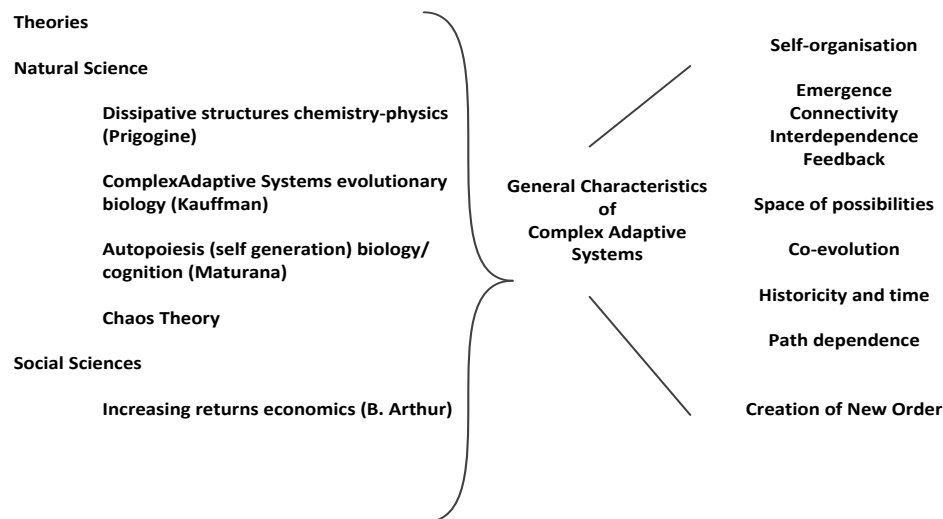 Theories
Natural Science
Dissipative structures chemistry-physics
(Prigogine)
ComplexAdaptive Systems evolutionary
biology (Kauffman)
Autopoiesis (self generation) biology/
cognition (Maturana)
Chaos Theory
Social Sciences
Increasing returns economics (B. Arthur)
General Characteristics
of
Complex Adaptive
Systems
Self-organisation
Emergence
Connectivity
Interdependence
Feedback
Space of possibilities
Co-evolution
Historicity and time
Path dependence
Creation of New Order